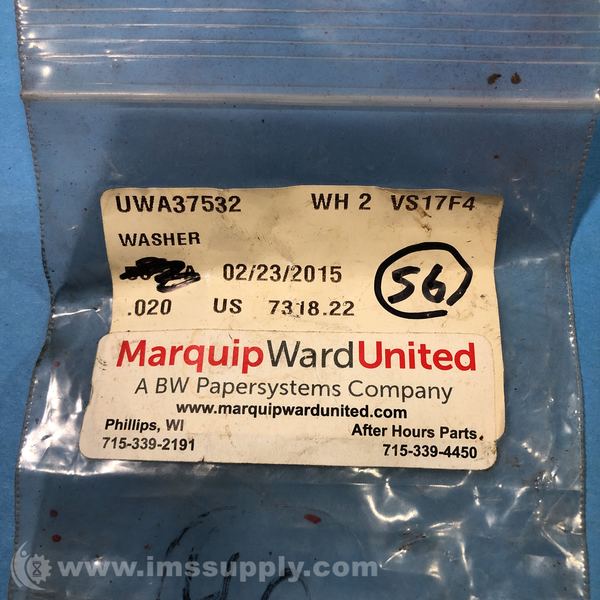 UWA37532 WH 2 VS17F4
WASHER
02/23/2015 56
.020 US 7318.22
MarquipWardUnited
A BW Papersystems Company
www.marquipwardunited.com
Phillips, WI After Hours Parts
715-339-2191 715-339-4450
www.imssupply.com